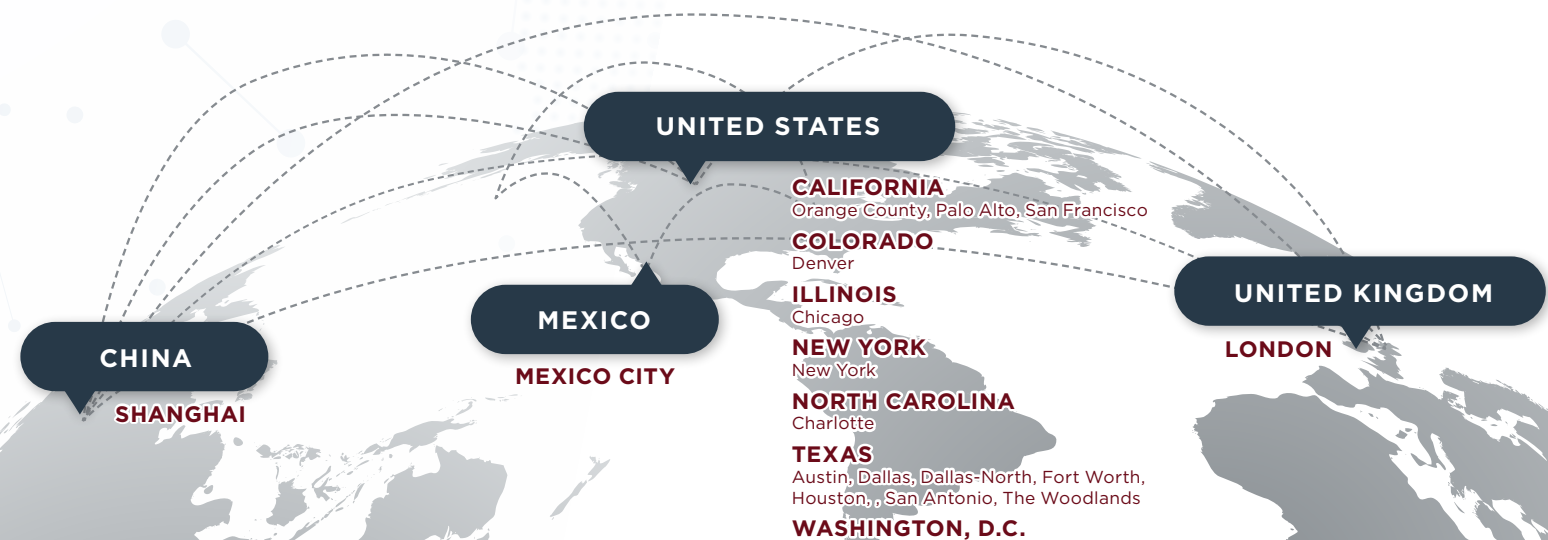 UNITED STATES
CALIFORNIA
Orange County, Palo Alto, San Francisco
COLORADO
Denver
ILLINOIS
Chicago
NEW YORK
New York
NORTH CAROLINA
Charlotte
TEXAS
Austin, Dallas, Dallas-North, Fort Worth,
Houston, , San Antonio, The Woodlands
WASHINGTON, D.C.
UNITED KINGDOM
LONDON
MEXICO
MEXICO CITY
CHINA
SHANGHAI